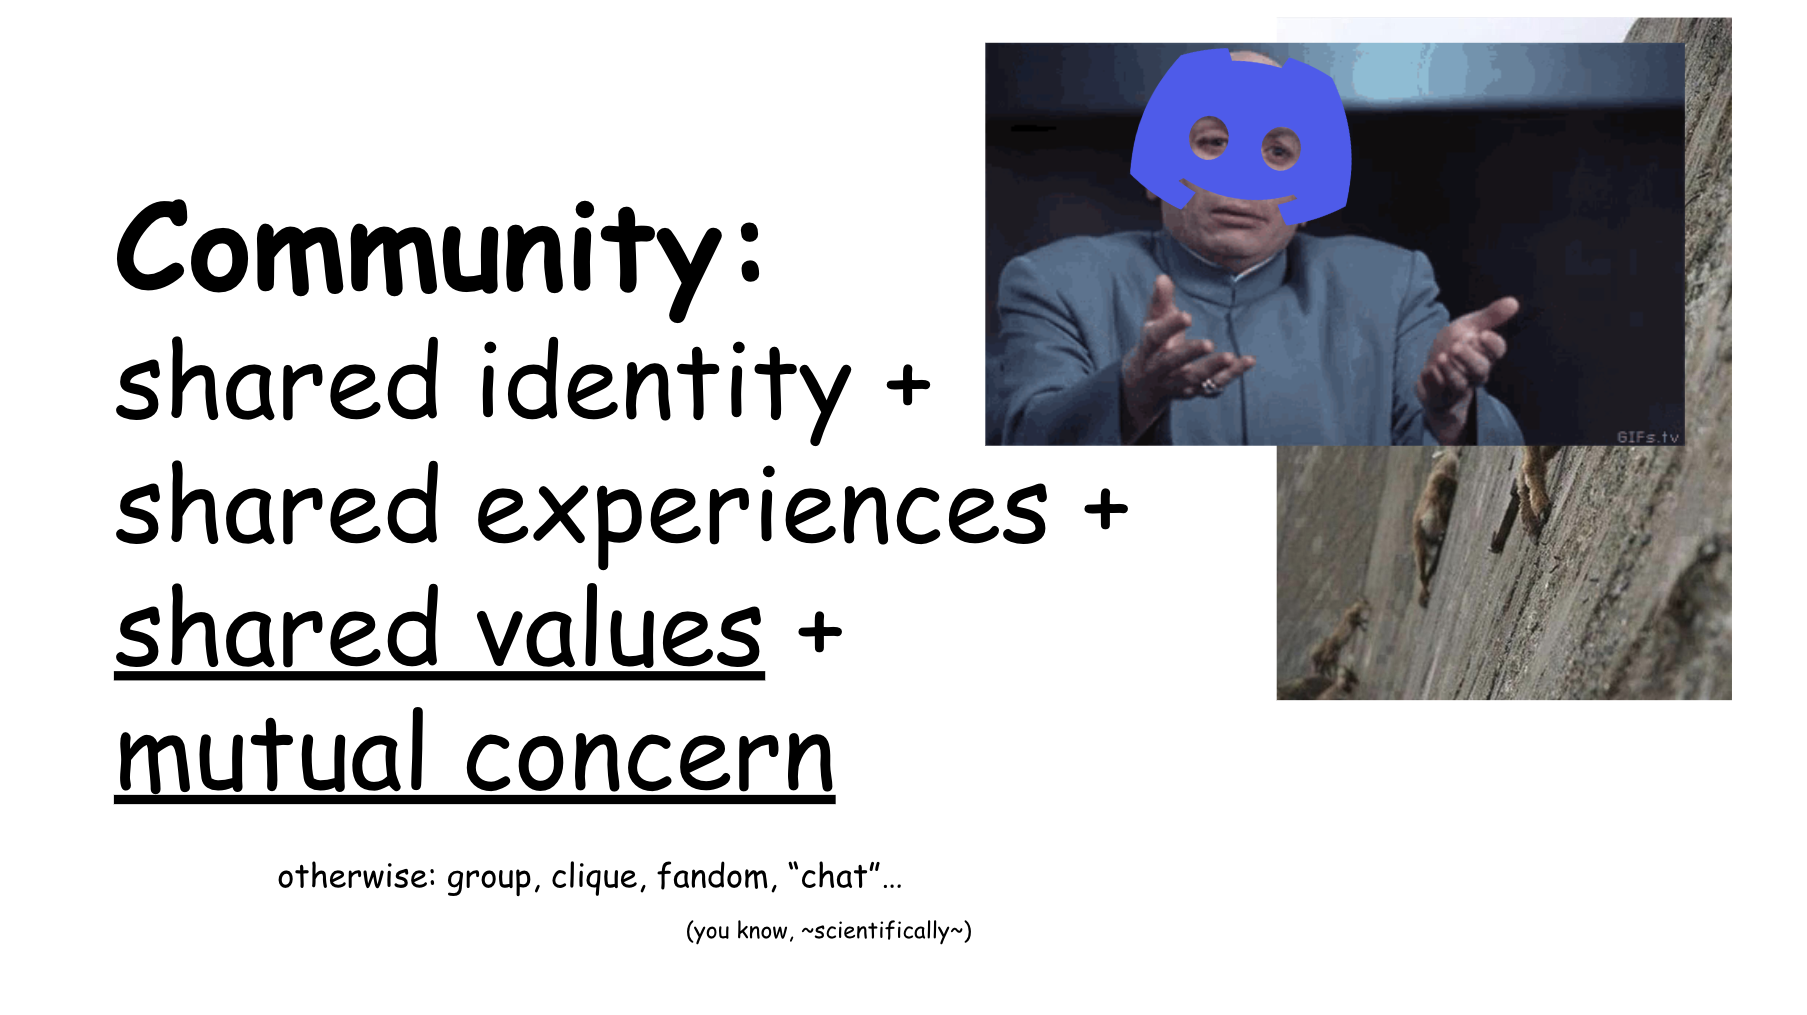 Community:
shared identity +
shared experiences +
shared values +
mutual concern
otherwise: group, clique, fandom, “chat”...
(you know, ~scientifically~)
GIFs.tv